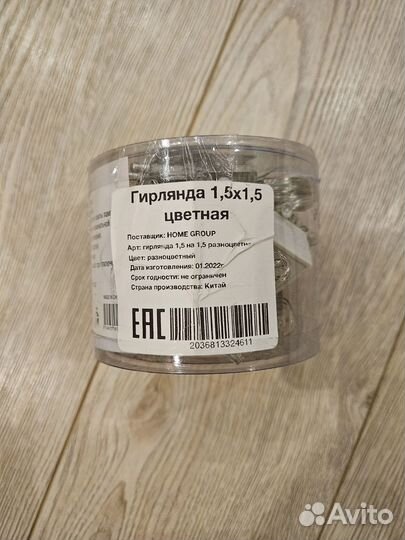 Гирлянда 1,5х1,5
цветная
Поставщик: HOME GROUP
Арт: гирлянда 1,5 на 1,5
Цвет: разноцветный
Дата изготовления: 01.2022г
Срок годности: не ограничен
Страна производства: Китай
EAC
2036813324611
Avito